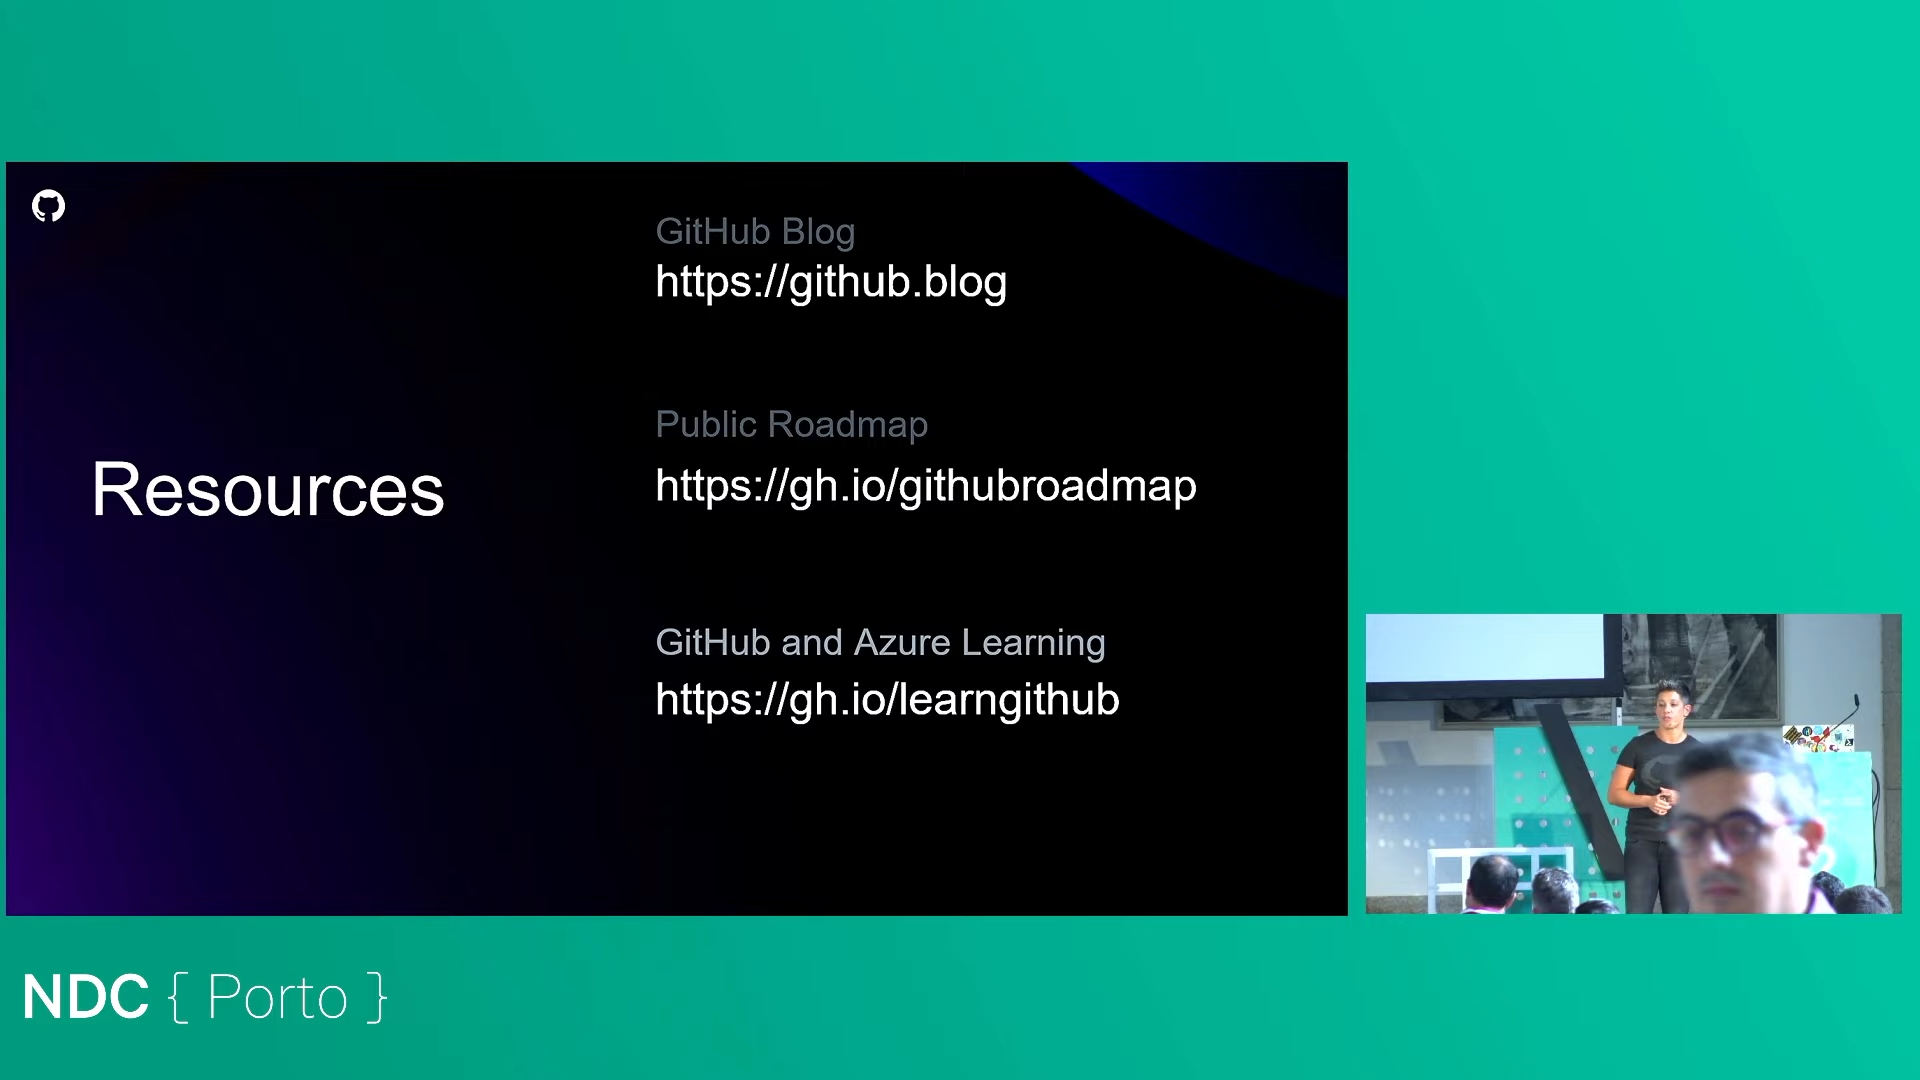 Resources
GitHub Blog
https://github.blog
Public Roadmap
https://gh.io/githubroadmap
GitHub and Azure Learning
https://gh.io/learngithub
NDC { Porto }